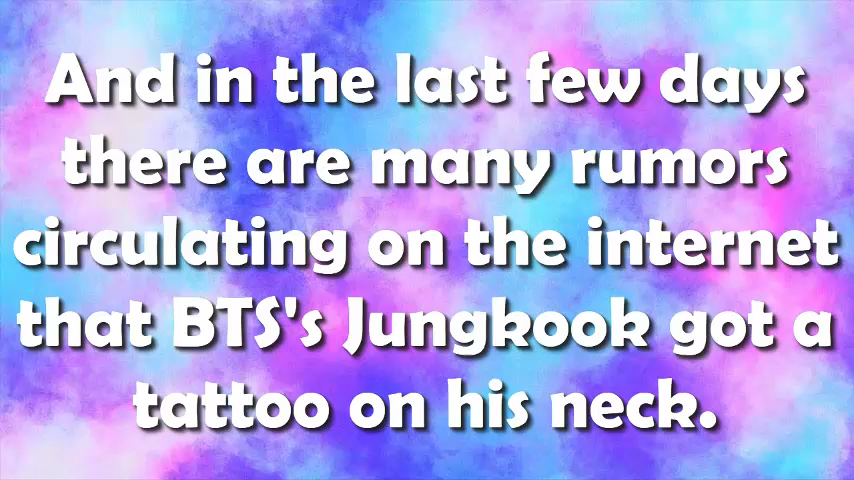 And in the last few days
there are many rumors
circulating on the internet
that BTS's Jungkook got a
tattoo on his neck.